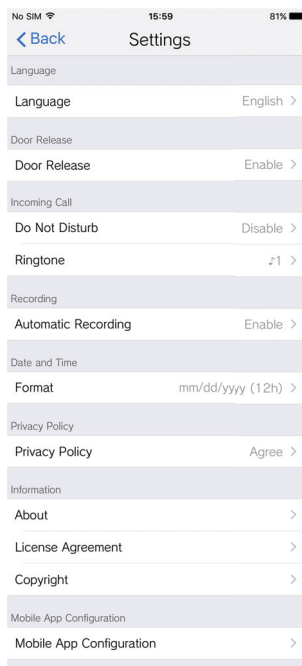 No SIM 15:59 81%
Back Settings
Language
Language English
Door Release
Door Release Enable
Incoming Call
Do Not Disturb Disable
Ringtone ♪1
Recording
Automatic Recording Enable
Date and Time
Format mm/dd/yyyy (12h)
Privacy Policy
Privacy Policy Agree
Information
About
License Agreement
Copyright
Mobile App Configuration
Mobile App Configuration